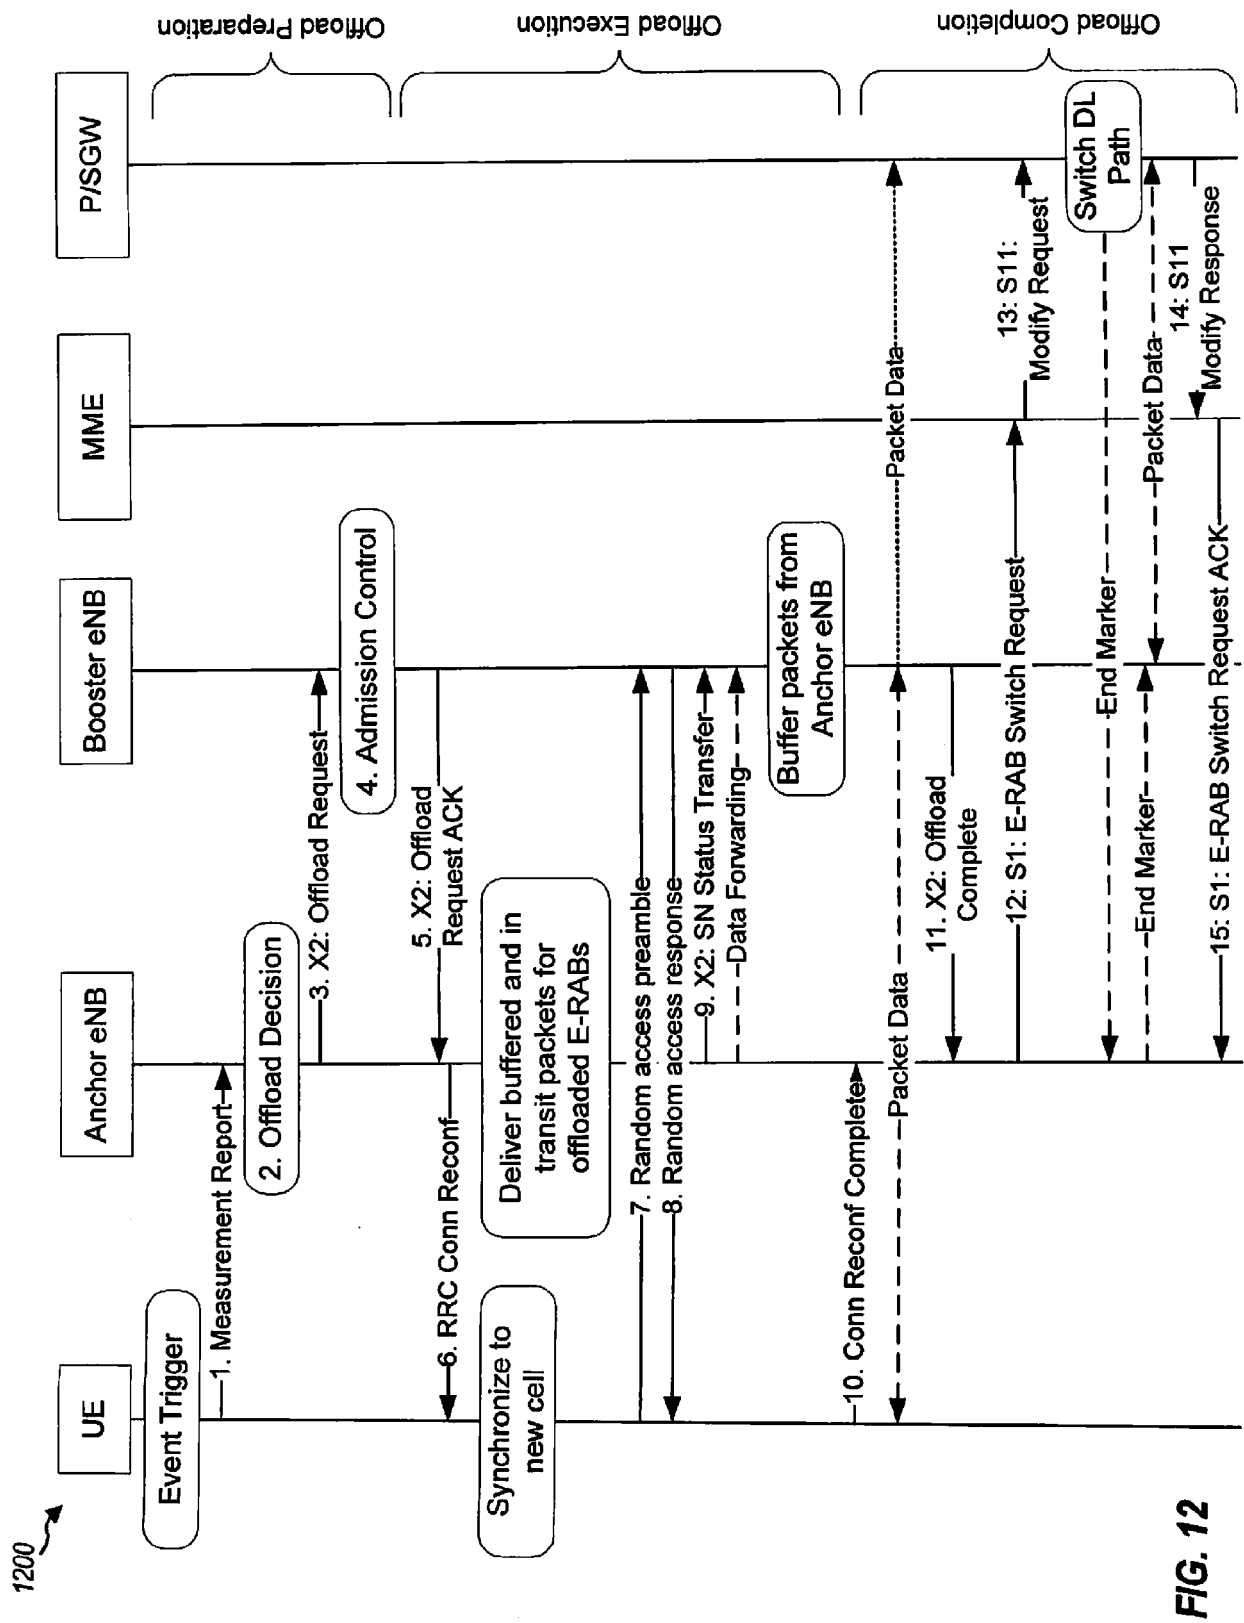 1200
UE
Anchor eNB
Booster eNB
MME
P/SGW
Event Trigger
1. Measurement Report
2. Offload Decision
3. X2: Offload Request
4. Admission Control
Offload Preparation
5. X2: Offload
Request ACK
6. RRC Conn Reconf
Synchronize to
new cell
Deliver buffered and in
transit packets for
offloaded E-RABs
7. Random access preamble
8. Random access response
9. X2: SN Status Transfer
Data Forwarding
Buffer packets from
Anchor eNB
Offload Execution
10. Conn Reconf Complete
Packet Data
Packet Data
11. X2: Offload
Complete
12: S1: E-RAB Switch Request
13: S11:
Modify Request
Switch DL
Path
End Marker
End Marker
Packet Data
14: S11
Modify Response
15: S1: E-RAB Switch Request ACK
Offload Completion
FIG. 12